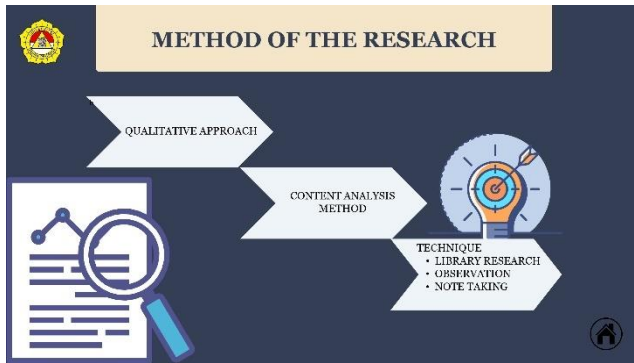 METHOD OF THE RESEARCH
QUALITATIVE APPROACH
CONTENT ANALYSIS
METHOD
TECHNIQUE
• LIBRARY RESEARCH
• OBSERVATION
• NOTE TAKING